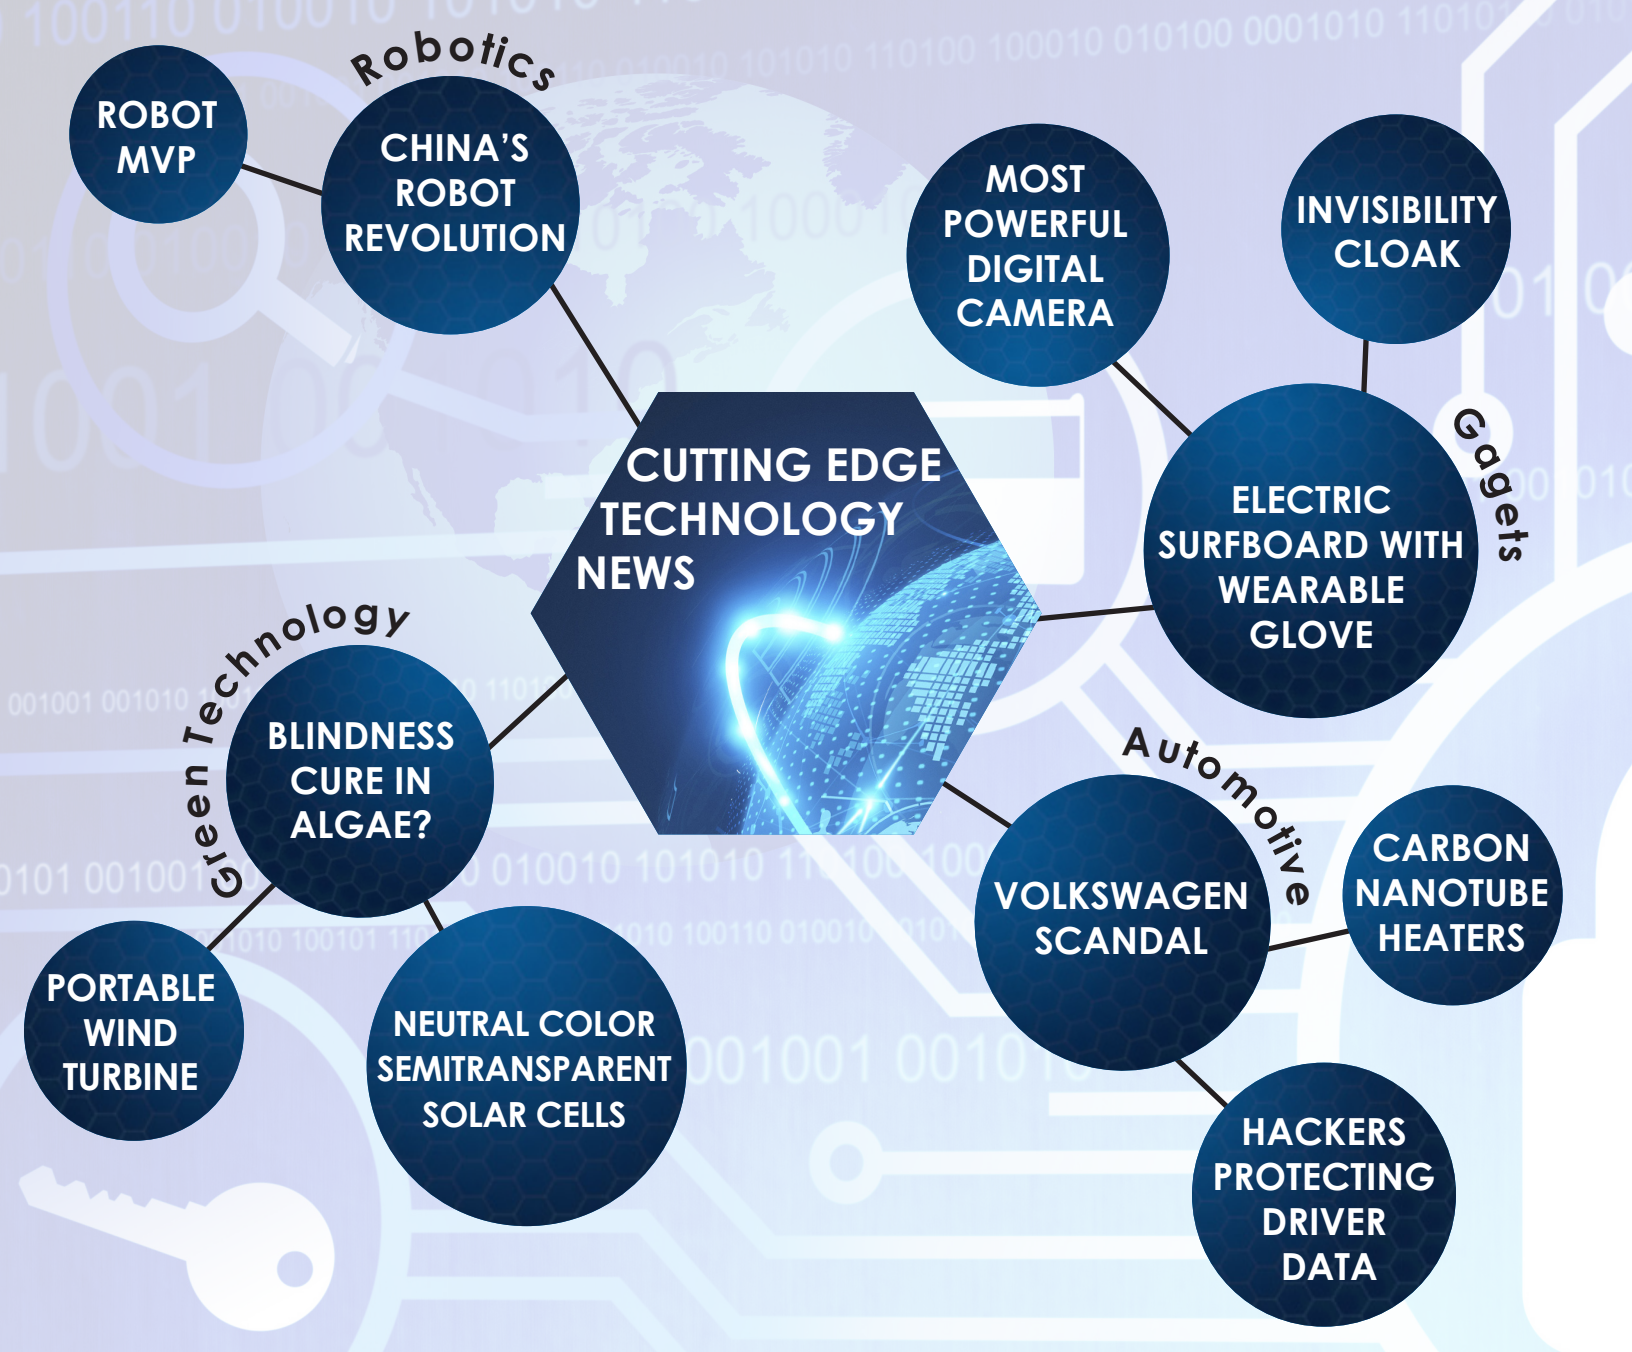 Robotics
ROBOT
MVP
CHINA'S
ROBOT
REVOLUTION
MOST
POWERFUL
DIGITAL
CAMERA
INVISIBILITY
CLOAK
Gagets
ELECTRIC
SURFBOARD WITH
WEARABLE
GLOVE
CUTTING EDGE
TECHNOLOGY
NEWS
Green Technology
BLINDNESS
CURE IN
ALGAE?
PORTABLE
WIND
TURBINE
NEUTRAL COLOR
SEMITRANSPARENT
SOLAR CELLS
Automotive
VOLKSWAGEN
SCANDAL
CARBON
NANOTUBE
HEATERS
HACKERS
PROTECTING
DRIVER
DATA